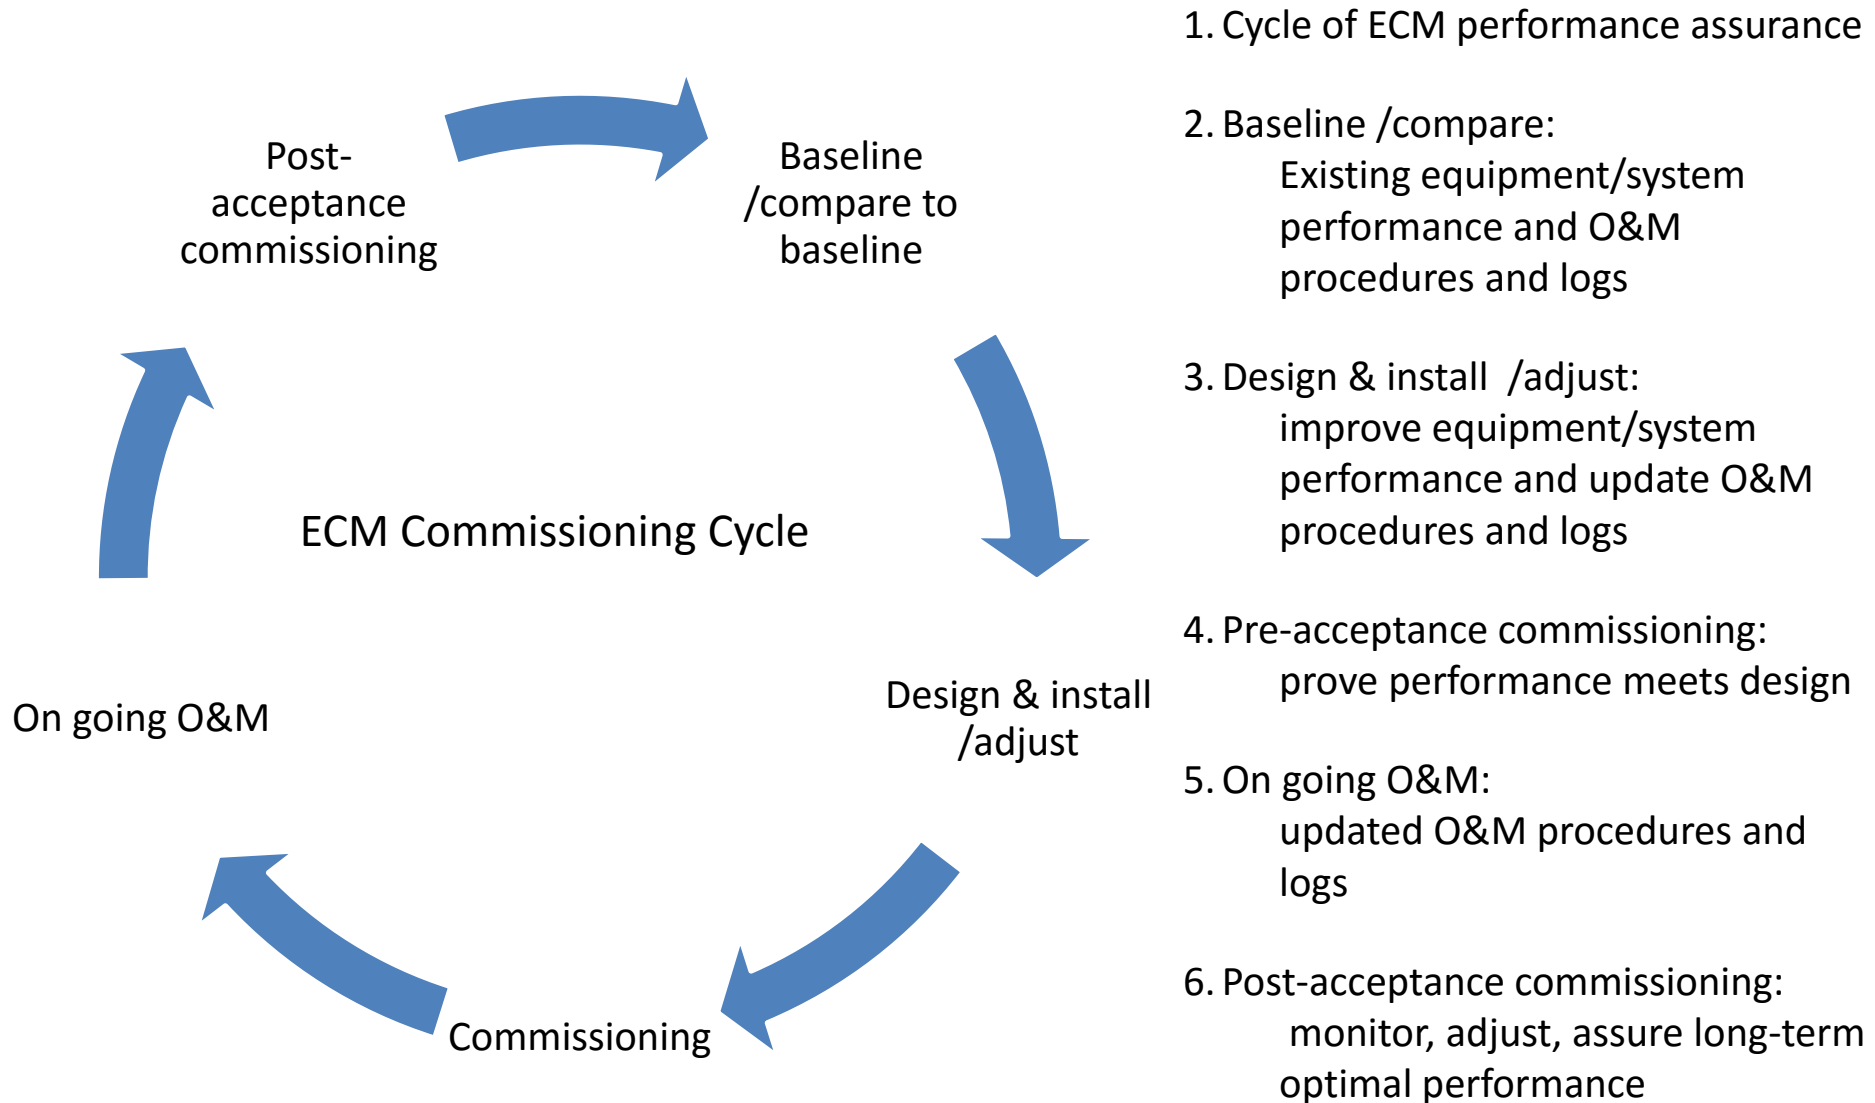 Post-
acceptance
commissioning
Baseline
/compare to
baseline
ECM Commissioning Cycle
On going O&M
Design & install
/adjust
Commissioning
1. Cycle of ECM performance assurance
2. Baseline /compare:
Existing equipment/system
performance and O&M
procedures and logs
3. Design & install  /adjust:
improve equipment/system
performance and update O&M
procedures and logs
4. Pre-acceptance commissioning:
prove performance meets design
5. On going O&M:
updated O&M procedures and
logs
6. Post-acceptance commissioning:
monitor, adjust, assure long-term
optimal performance